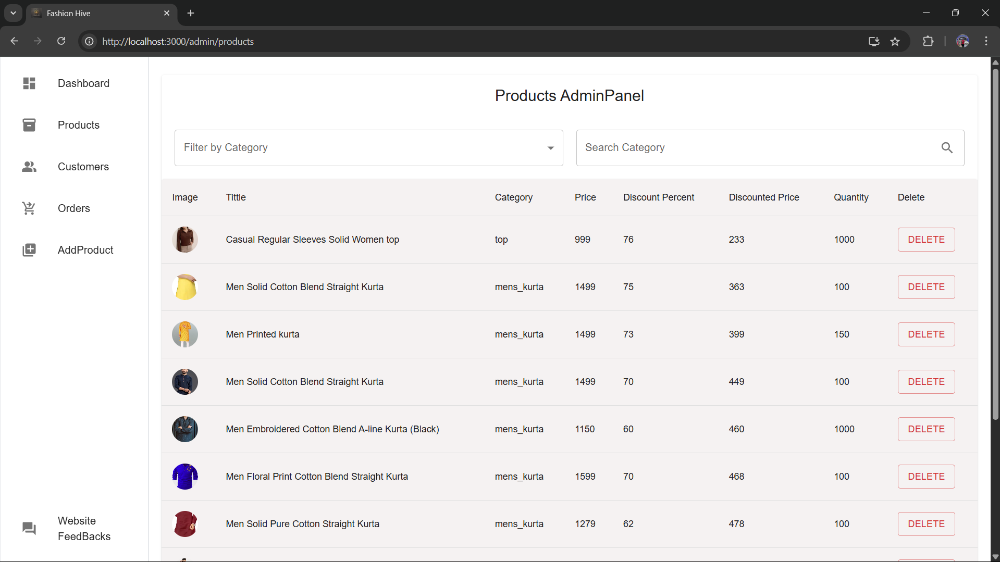 Fashion Hive
http://localhost:3000/admin/products
Dashboard
Products
Customers
Orders
AddProduct
Website
FeedBacks
Products AdminPanel
Filter by Category
Search Category
Image Tittle Category Price Discount Percent Discounted Price Quantity Delete
Casual Regular Sleeves Solid Women top top 999 76 233 1000 DELETE
Men Solid Cotton Blend Straight Kurta mens_kurta 1499 75 363 100 DELETE
Men Printed kurta mens_kurta 1499 73 399 150 DELETE
Men Solid Cotton Blend Straight Kurta mens_kurta 1499 70 449 100 DELETE
Men Embroidered Cotton Blend A-line Kurta (Black) mens_kurta 1150 60 460 1000 DELETE
Men Floral Print Cotton Blend Straight Kurta mens_kurta 1599 70 468 100 DELETE
Men Solid Pure Cotton Straight Kurta mens_kurta 1279 62 478 100 DELETE